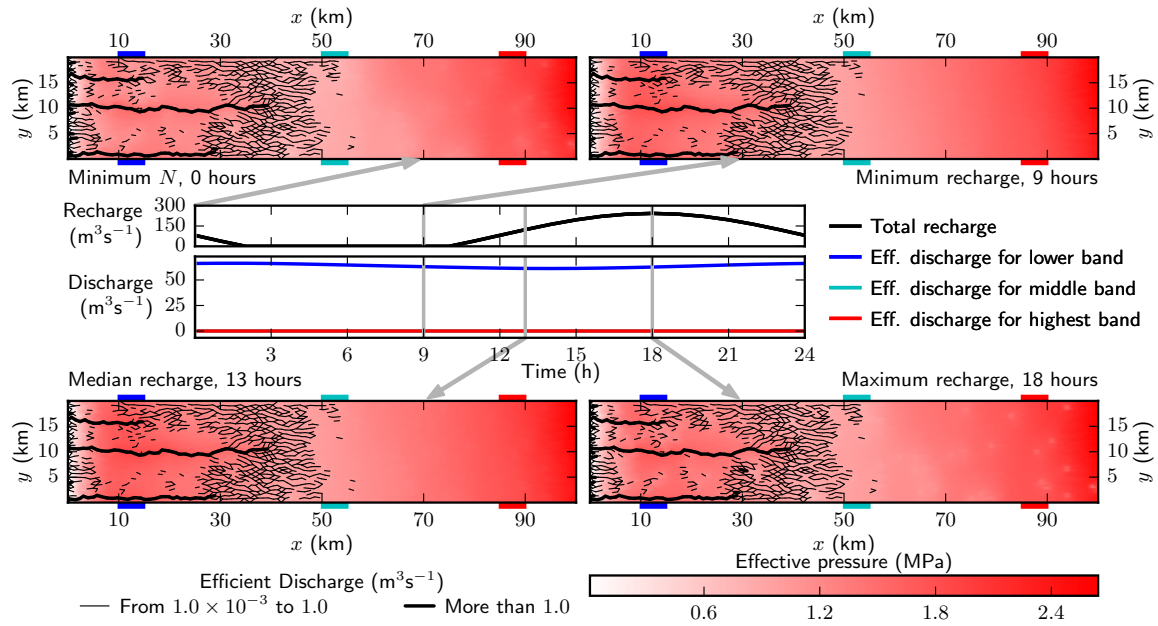 x (km)
x (km)
10 30 50 70 90
10 30 50 70 90
y (km)
15
10
5
15
10
5
y (km)
Minimum N, 0 hours
Minimum recharge, 9 hours
Recharge
(m³s⁻¹)
300
150
0
Discharge
(m³s⁻¹)
50
25
0
3 6 9 12 15 18 21 24
Time (h)
Total recharge
Eff. discharge for lower band
Eff. discharge for middle band
Eff. discharge for highest band
Median recharge, 13 hours
Maximum recharge, 18 hours
y (km)
15
10
5
15
10
5
y (km)
10 30 50 70 90
10 30 50 70 90
x (km)
x (km)
Efficient Discharge (m³s⁻¹)
From 1.0 × 10⁻³ to 1.0
More than 1.0
Effective pressure (MPa)
0.6 1.2 1.8 2.4